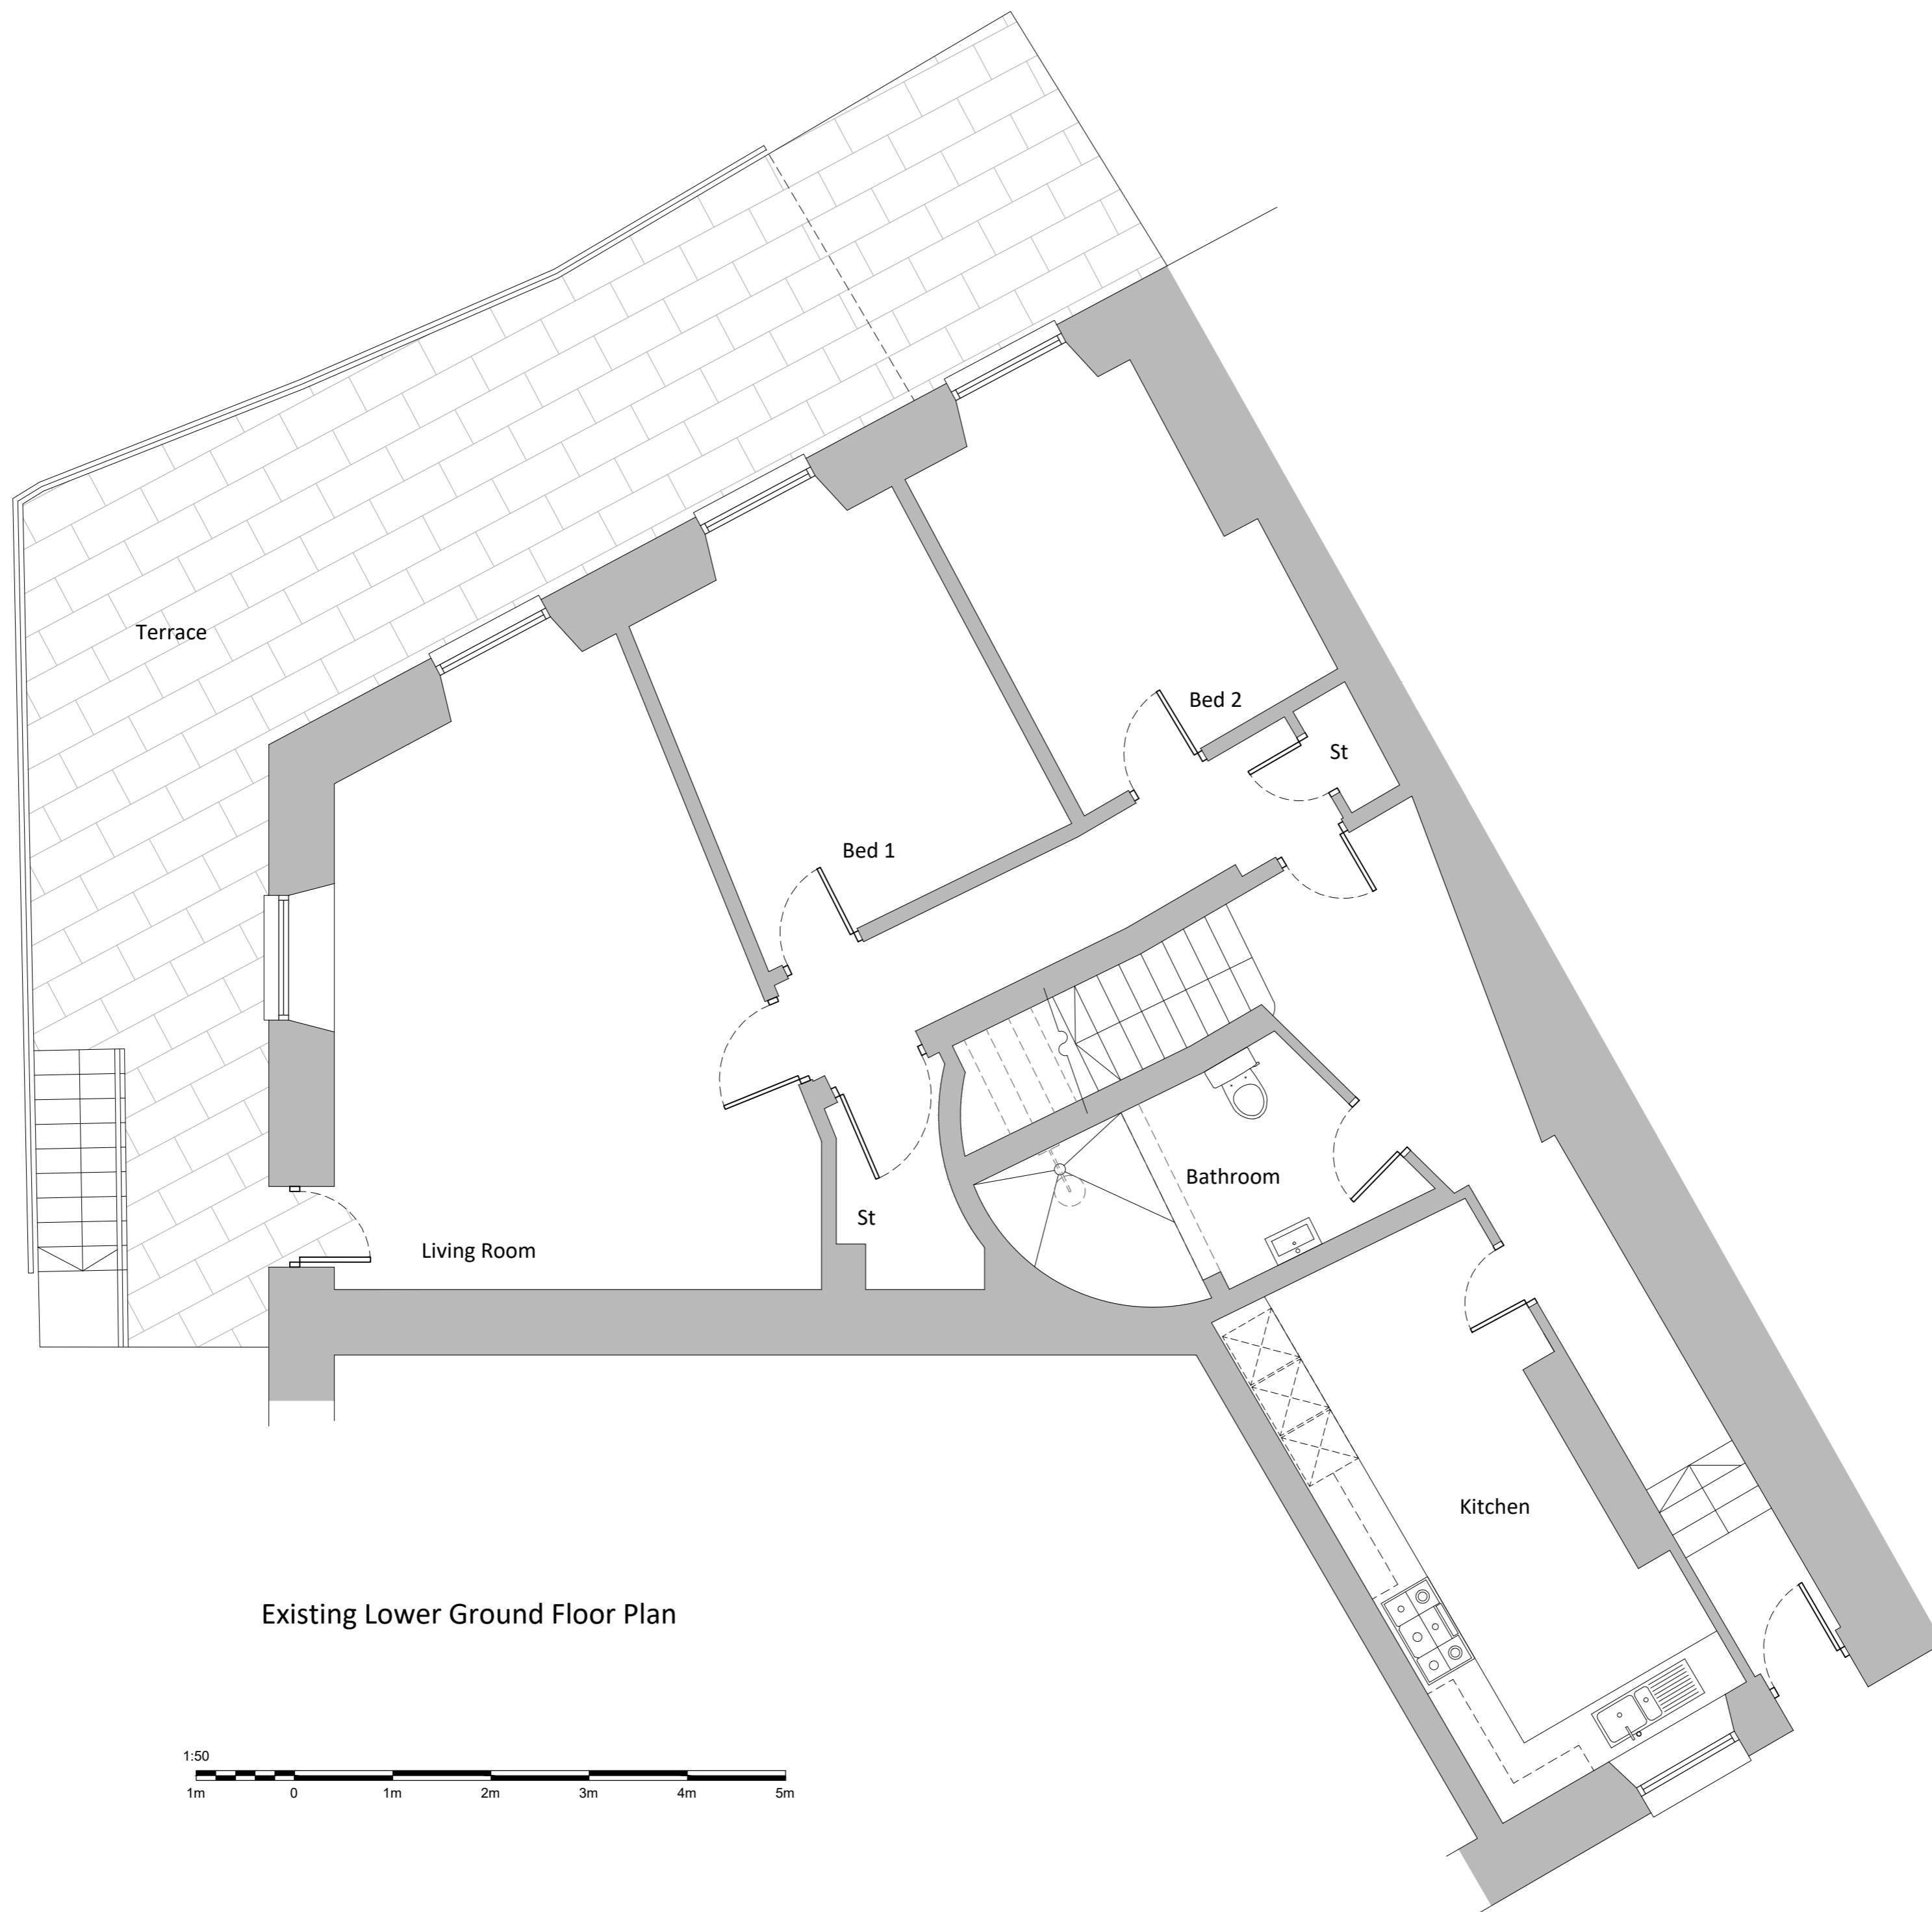 Terrace
Bed 2
St
Bed 1
Bathroom
St
Living Room
Kitchen
Existing Lower Ground Floor Plan
1:50
1m 0 1m 2m 3m 4m 5m